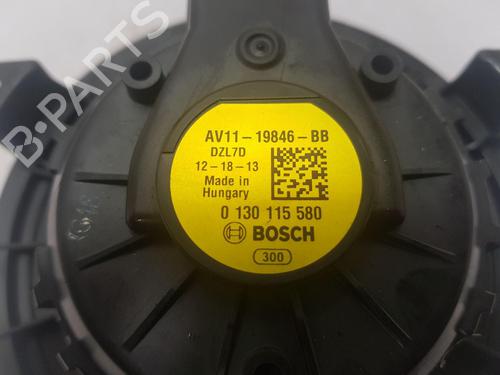 AV11-19846-BB
DZL7D
12-18-13
Made in
Hungary
0 130 115 580
BOSCH
300
B-PARTS